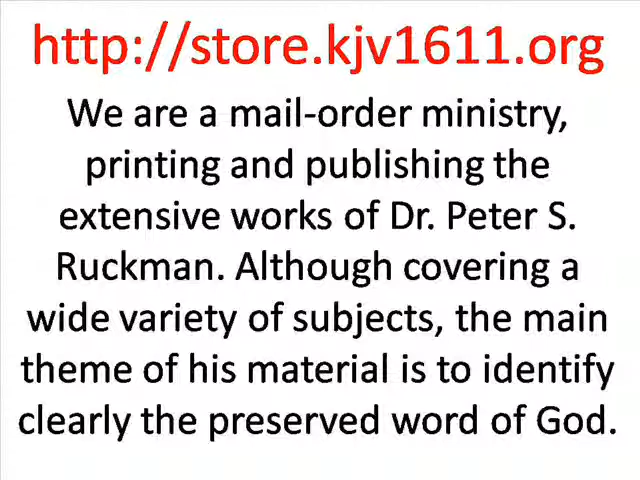 http://store.kjv1611.org
We are a mail-order ministry,
printing and publishing the
extensive works of Dr. Peter S.
Ruckman. Although covering a
wide variety of subjects, the main
theme of his material is to identify
clearly the preserved word of God.